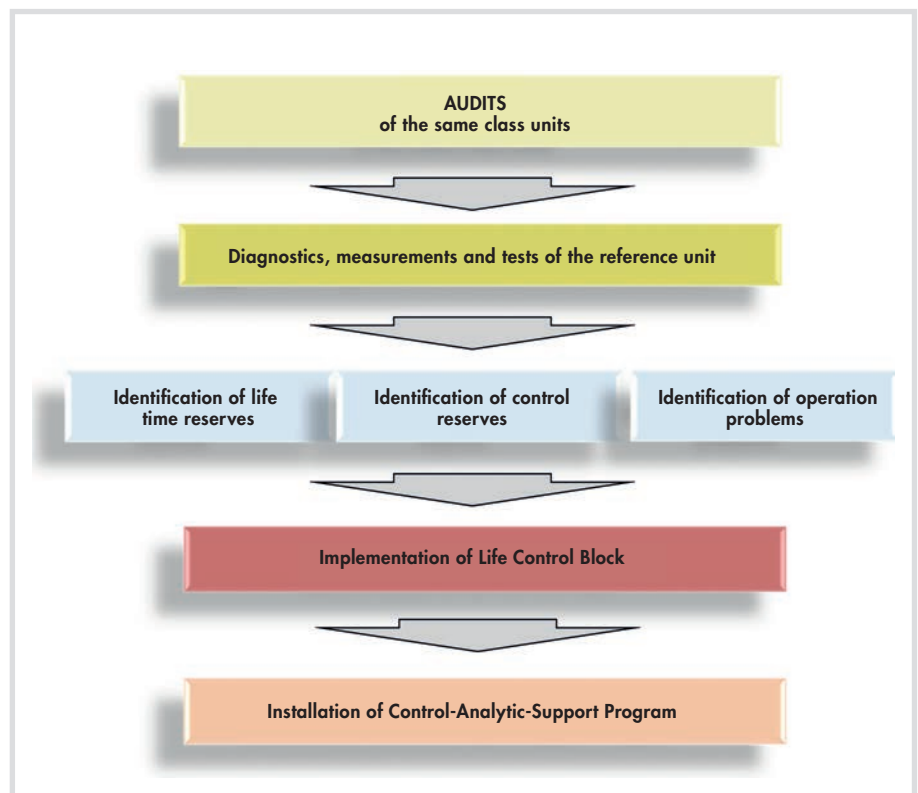 AUDITS
of the same class units
Diagnostics, measurements and tests of the reference unit
Identification of life
time reserves
Identification of control
reserves
Identification of operation
problems
Implementation of Life Control Block
Installation of Control-Analytic-Support Program